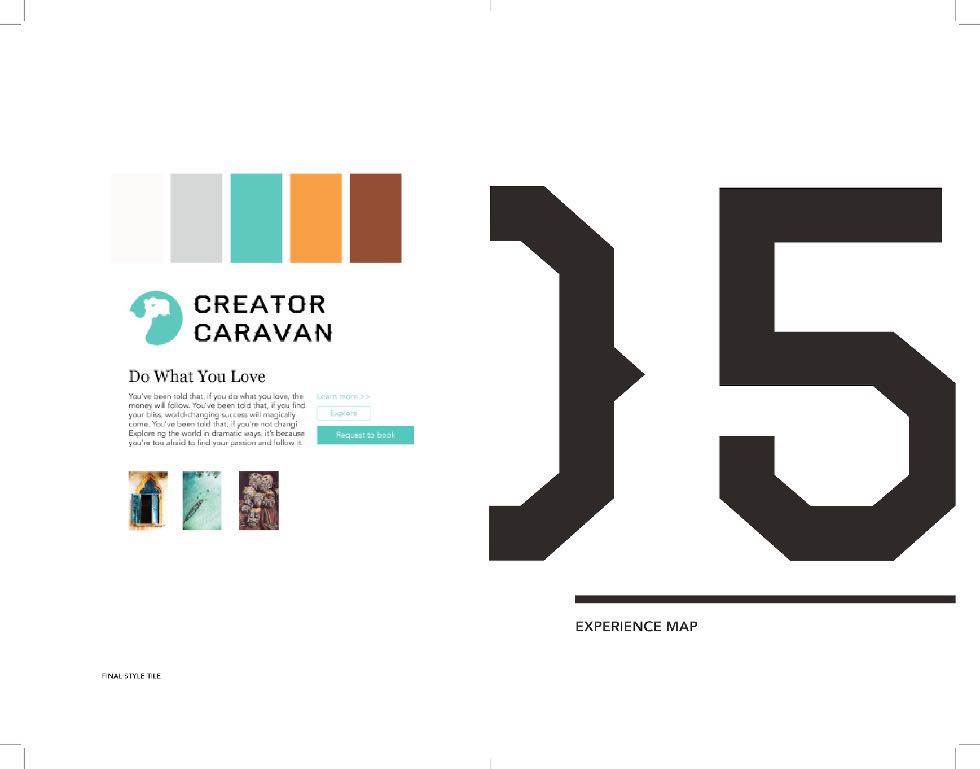 CREATOR
CARAVAN
Do What You Love
You've been told that, if you do what you love, the
money will follow. You've been told that, if you find
your bliss, world-changing success will magically
come. You've been told that, if you're not changi
Explore ng the world in dramatic ways, it's because
you're too afraid to find your passion and follow it.
Learn more >>
Explore
Request to book
FINAL STYLE TILE
05
EXPERIENCE MAP